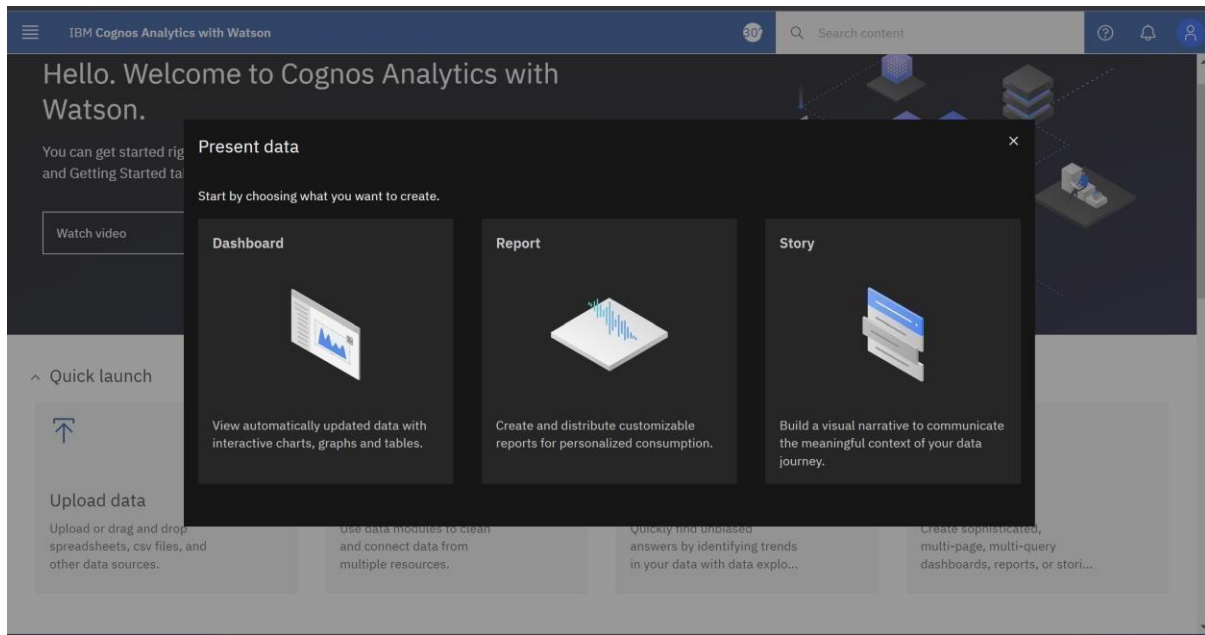 IBM Cognos Analytics with Watson
30
Search content
Hello. Welcome to Cognos Analytics with
Watson.
You can get started rig
and Getting Started ta
Watch video
Present data
Start by choosing what you want to create.
Dashboard
View automatically updated data with
interactive charts, graphs and tables.
Report
Create and distribute customizable
reports for personalized consumption.
Story
Build a visual narrative to communicate
the meaningful context of your data
journey.
Quick launch
Upload data
Upload or drag and drop
spreadsheets, csv files, and
other data sources.
Use data modules to clean
and connect data from
multiple resources.
Quickly find unbiased
answers by identifying trends
in your data with data explo...
Create sophisticated,
multi-page, multi-query
dashboards, reports, or stori...